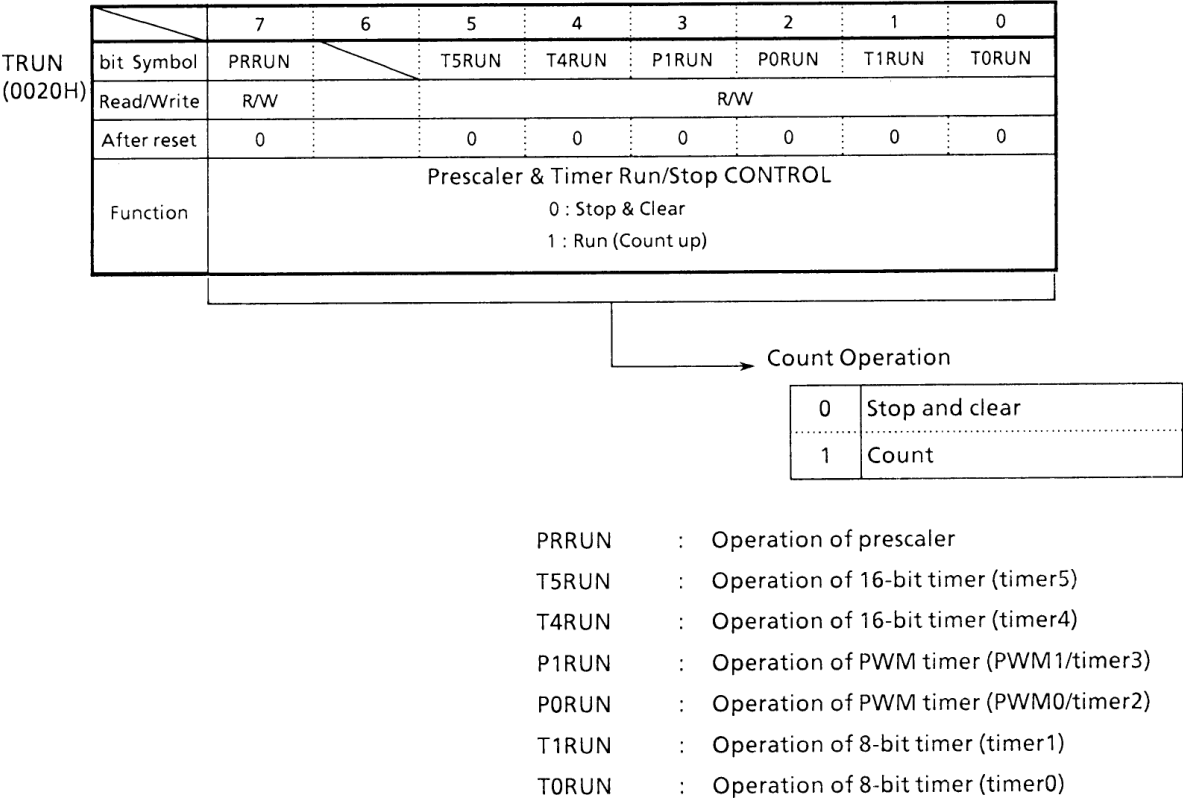 7 6 5 4 3 2 1 0
TRUN (0020H)
bit Symbol PRRUN T5RUN T4RUN P1RUN P0RUN T1RUN T0RUN
Read/Write R/W R/W
After reset 0 0 0 0 0 0 0
Function
Prescaler & Timer Run/Stop CONTROL
0 : Stop & Clear
1 : Run (Count up)
Count Operation
0 Stop and clear
1 Count
PRRUN : Operation of prescaler
T5RUN : Operation of 16-bit timer (timer5)
T4RUN : Operation of 16-bit timer (timer4)
P1RUN : Operation of PWM timer (PWM1/timer3)
P0RUN : Operation of PWM timer (PWM0/timer2)
T1RUN : Operation of 8-bit timer (timer1)
T0RUN : Operation of 8-bit timer (timer0)